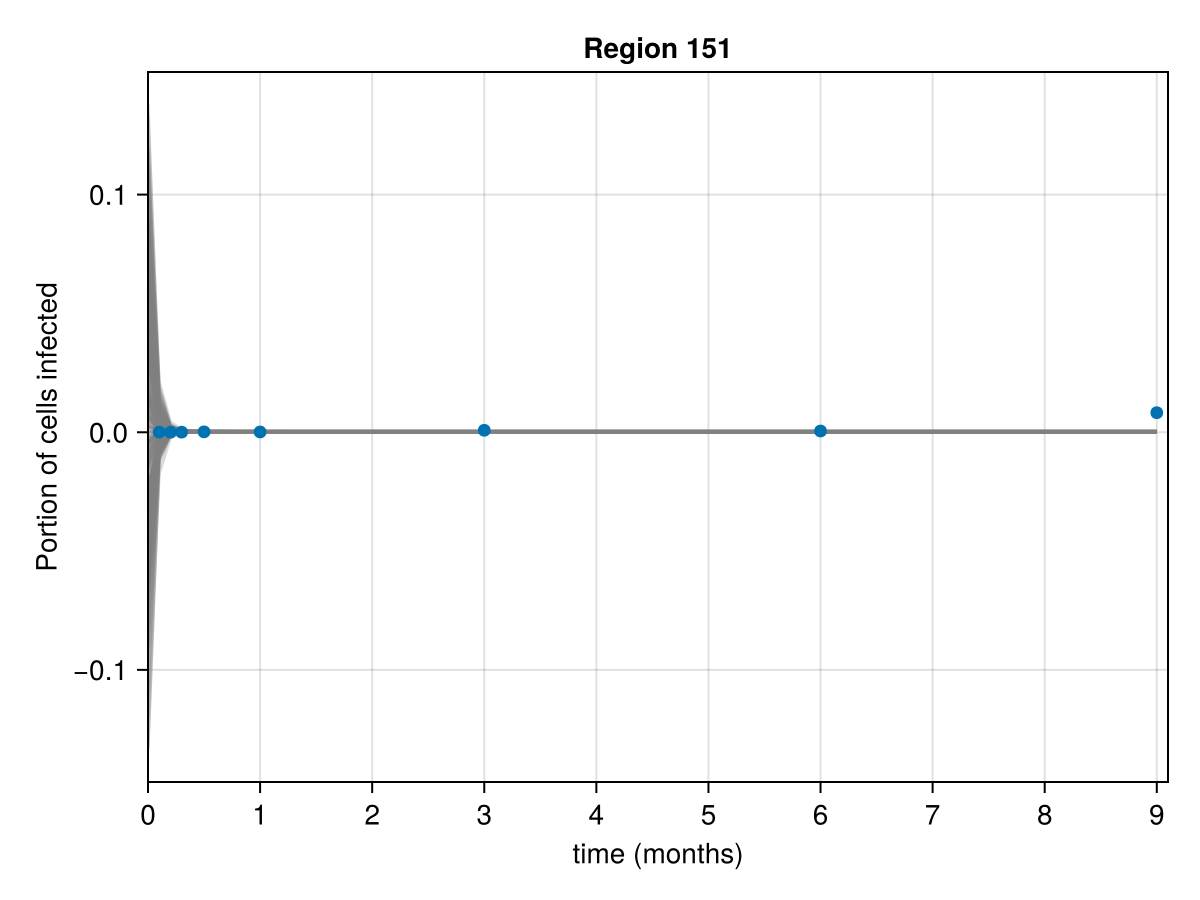 Region 151
Portion of cells infected
0.1
0.0
−0.1
0 1 2 3 4 5 6 7 8 9
time (months)